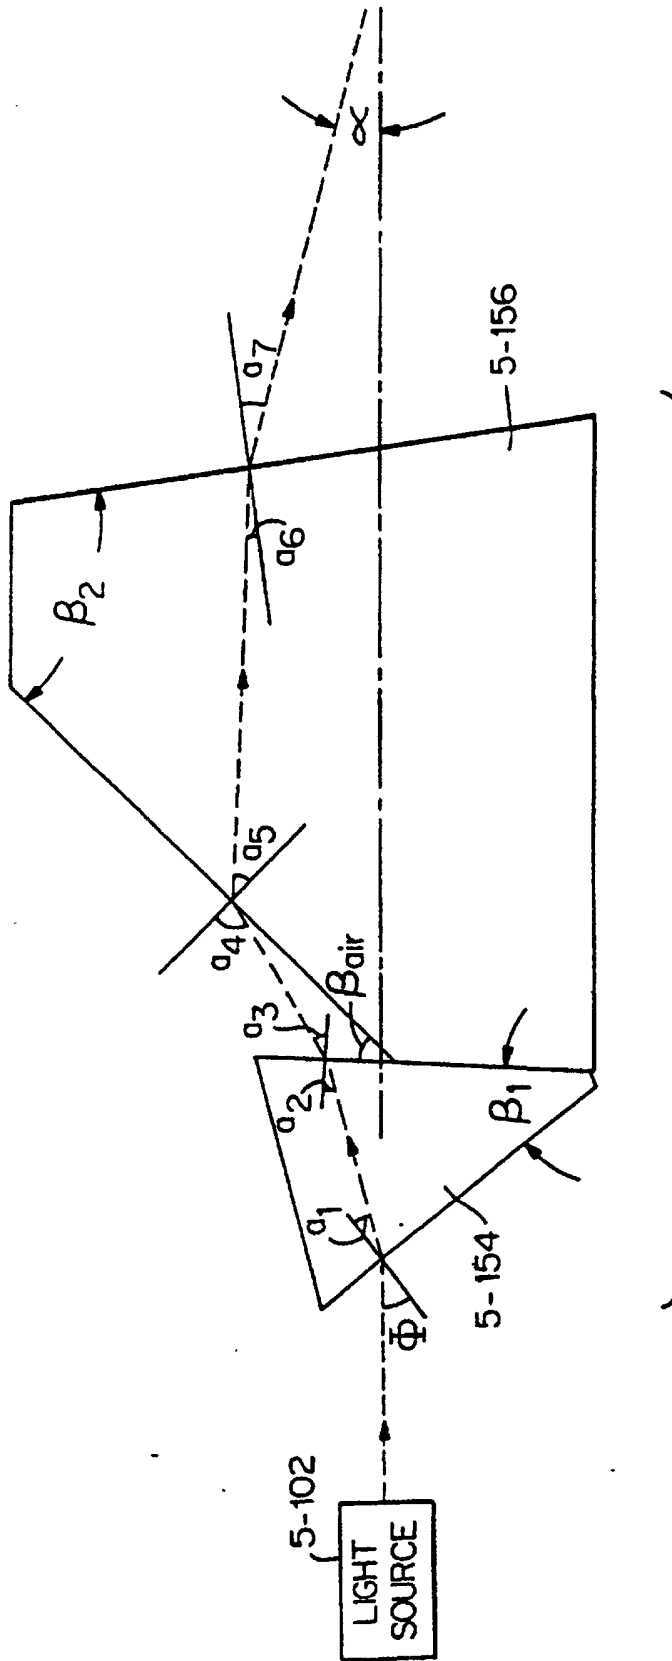 5-102
LIGHT
SOURCE
Φ
5-154
a1
a2
a3
β1
βair
a4
a5
β2
a6
a7
5-156
α